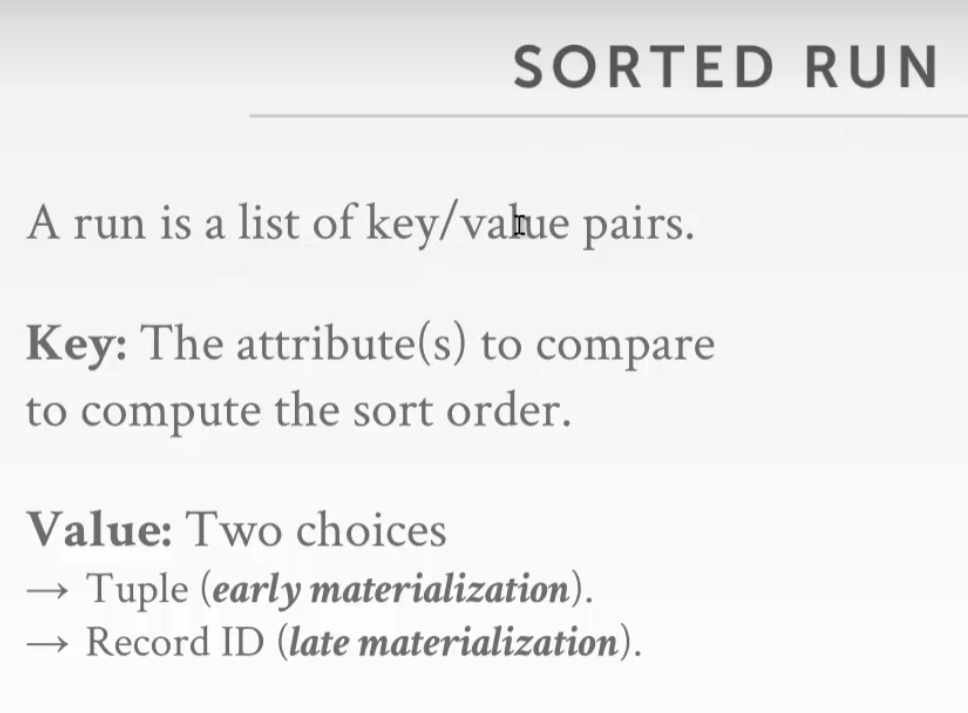 SORTED RUN
A run is a list of key/value pairs.
Key: The attribute(s) to compare
to compute the sort order.
Value: Two choices
→ Tuple (early materialization).
→ Record ID (late materialization).